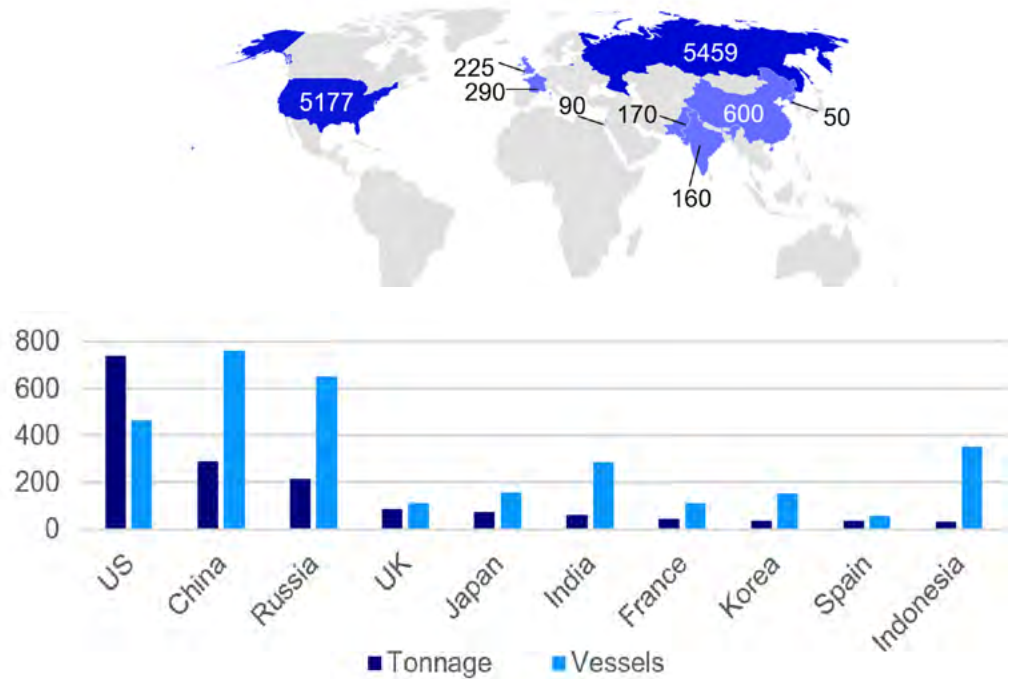 5459
225
5177
290
90
170
600
50
160
800
600
400
200
0
US
China
Russia
UK
Japan
India
France
Korea
Spain
Indonesia
Tonnage
Vessels